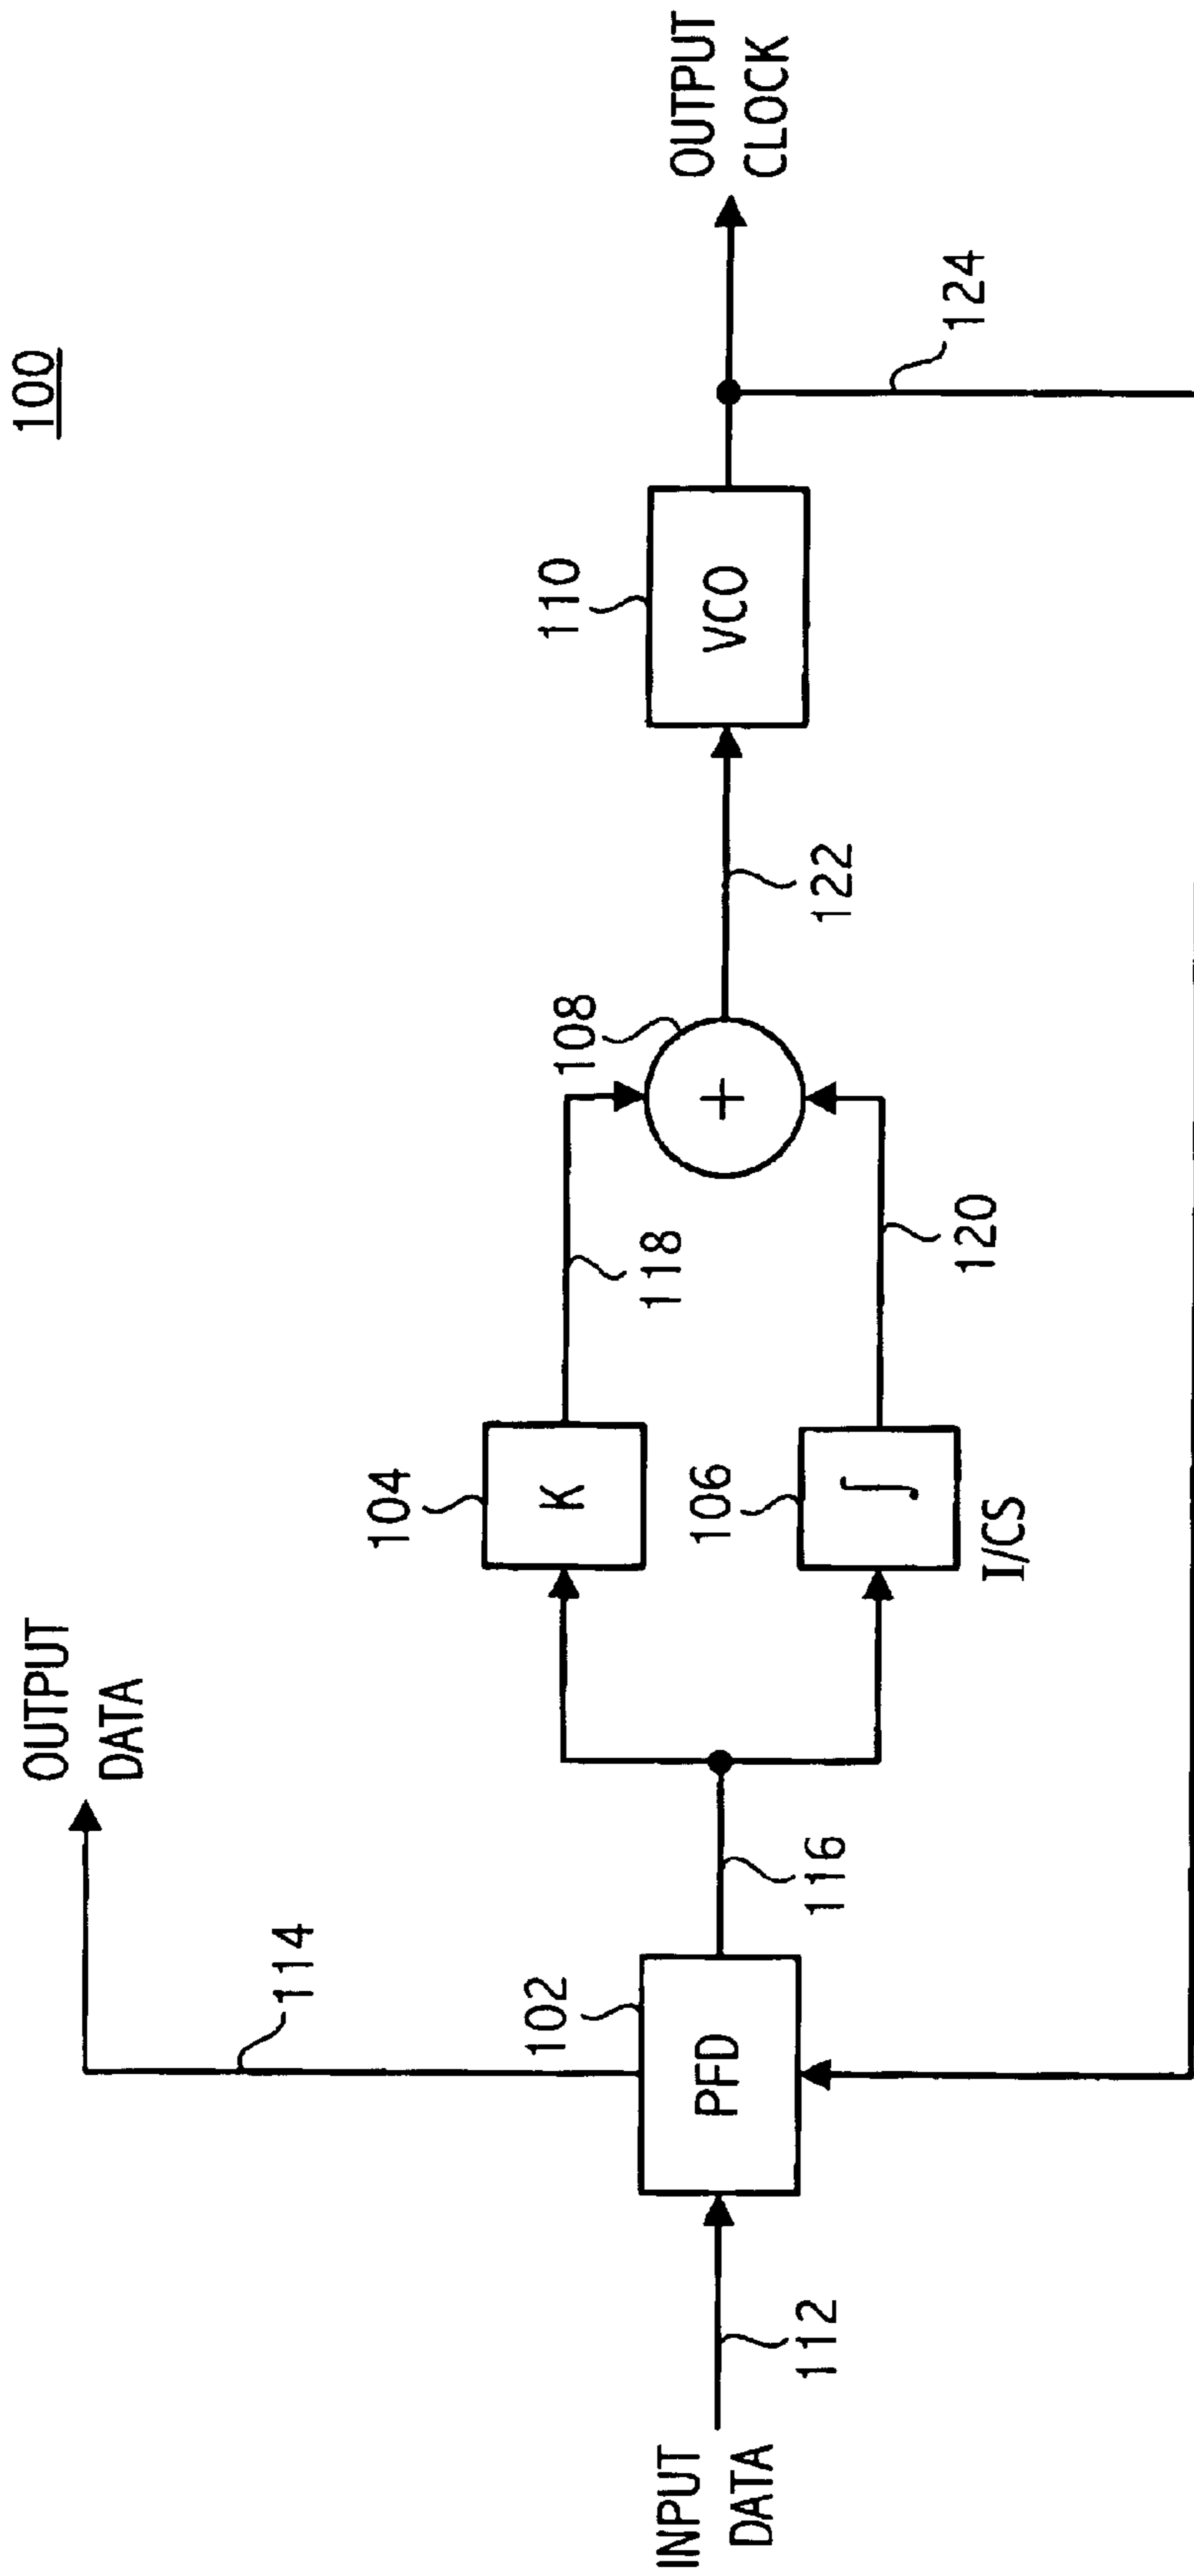 100
OUTPUT
DATA
114
INPUT
DATA
112
PFD
102
116
104
K
106
∫
I/CS
118
120
108
+
122
110
VCO
124
OUTPUT
CLOCK